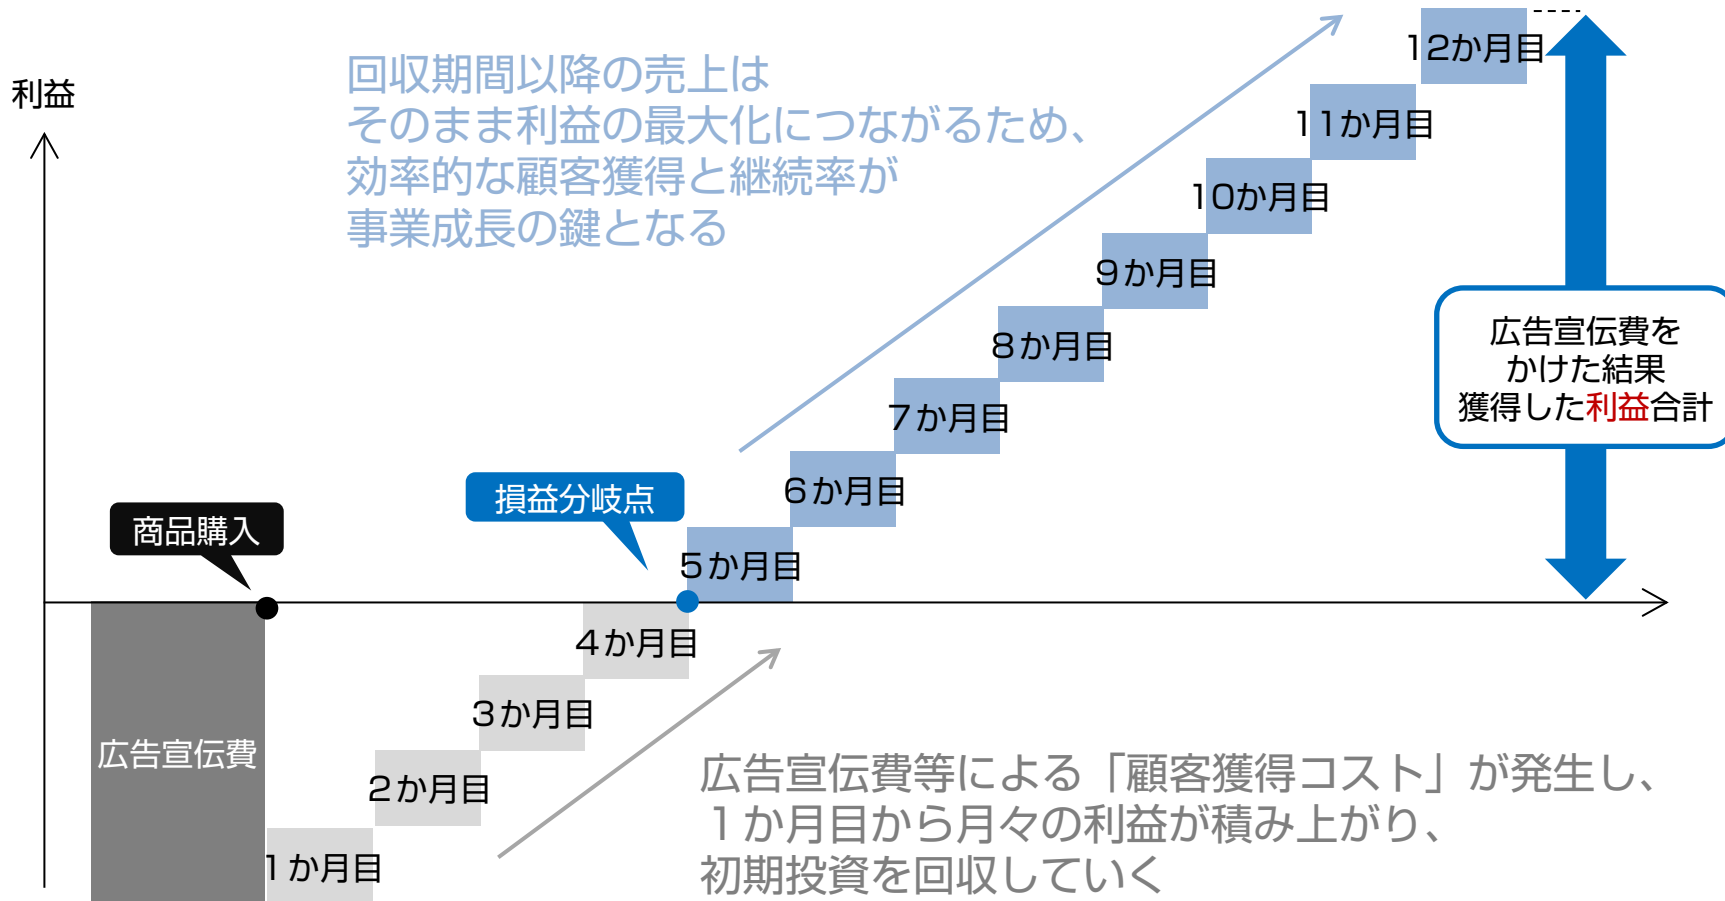 利益
回収期間以降の売上は
そのまま利益の最大化につながるため、
効率的な顧客獲得と継続率が
事業成長の鍵となる
12か月目
11か月目
10か月目
9か月目
8か月目
7か月目
6か月目
5か月目
広告宣伝費を
かけた結果
獲得した利益合計
損益分岐点
商品購入
4か月目
3か月目
2か月目
1か月目
広告宣伝費
広告宣伝費等による「顧客獲得コスト」が発生し、
1か月目から月々の利益が積み上がり、
初期投資を回収していく